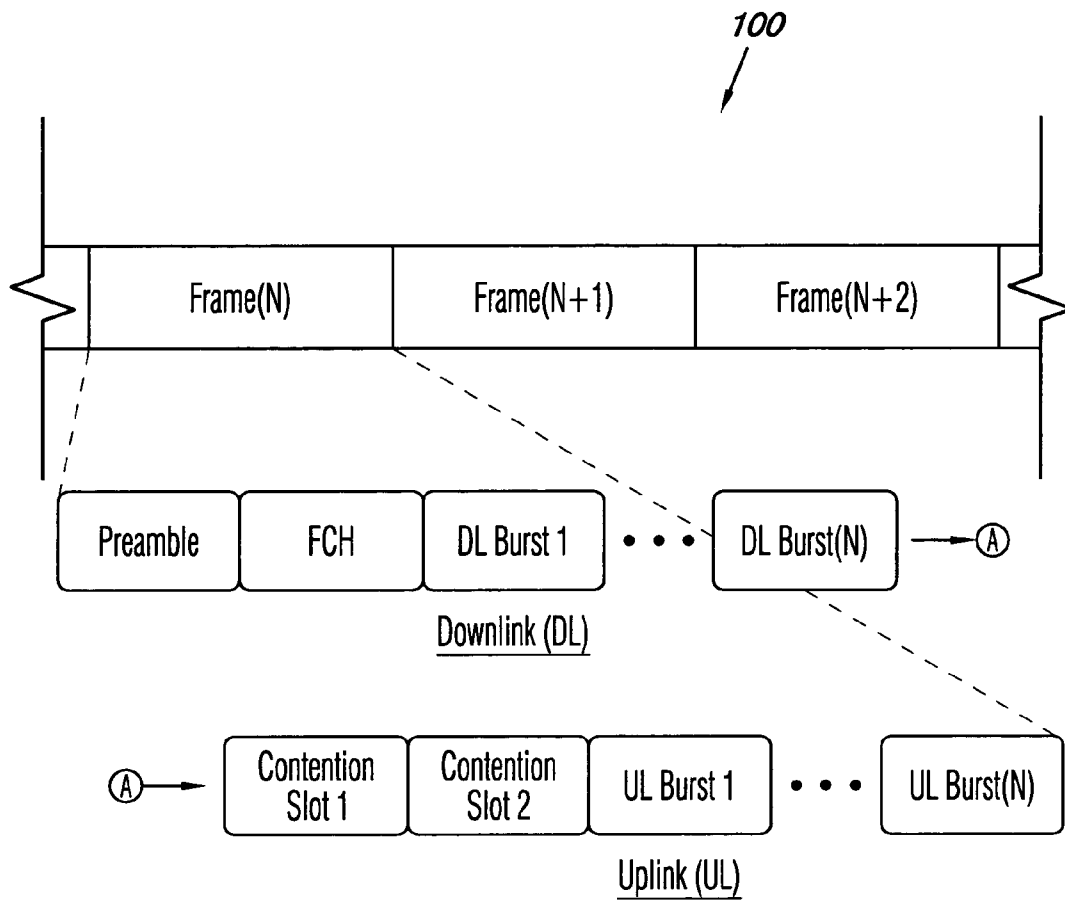 100
Frame(N)
Frame(N+1)
Frame(N+2)
Preamble
FCH
DL Burst 1
• • •
DL Burst(N)
A
Downlink (DL)
A
Contention
Slot 1
Contention
Slot 2
UL Burst 1
• • •
UL Burst(N)
Uplink (UL)